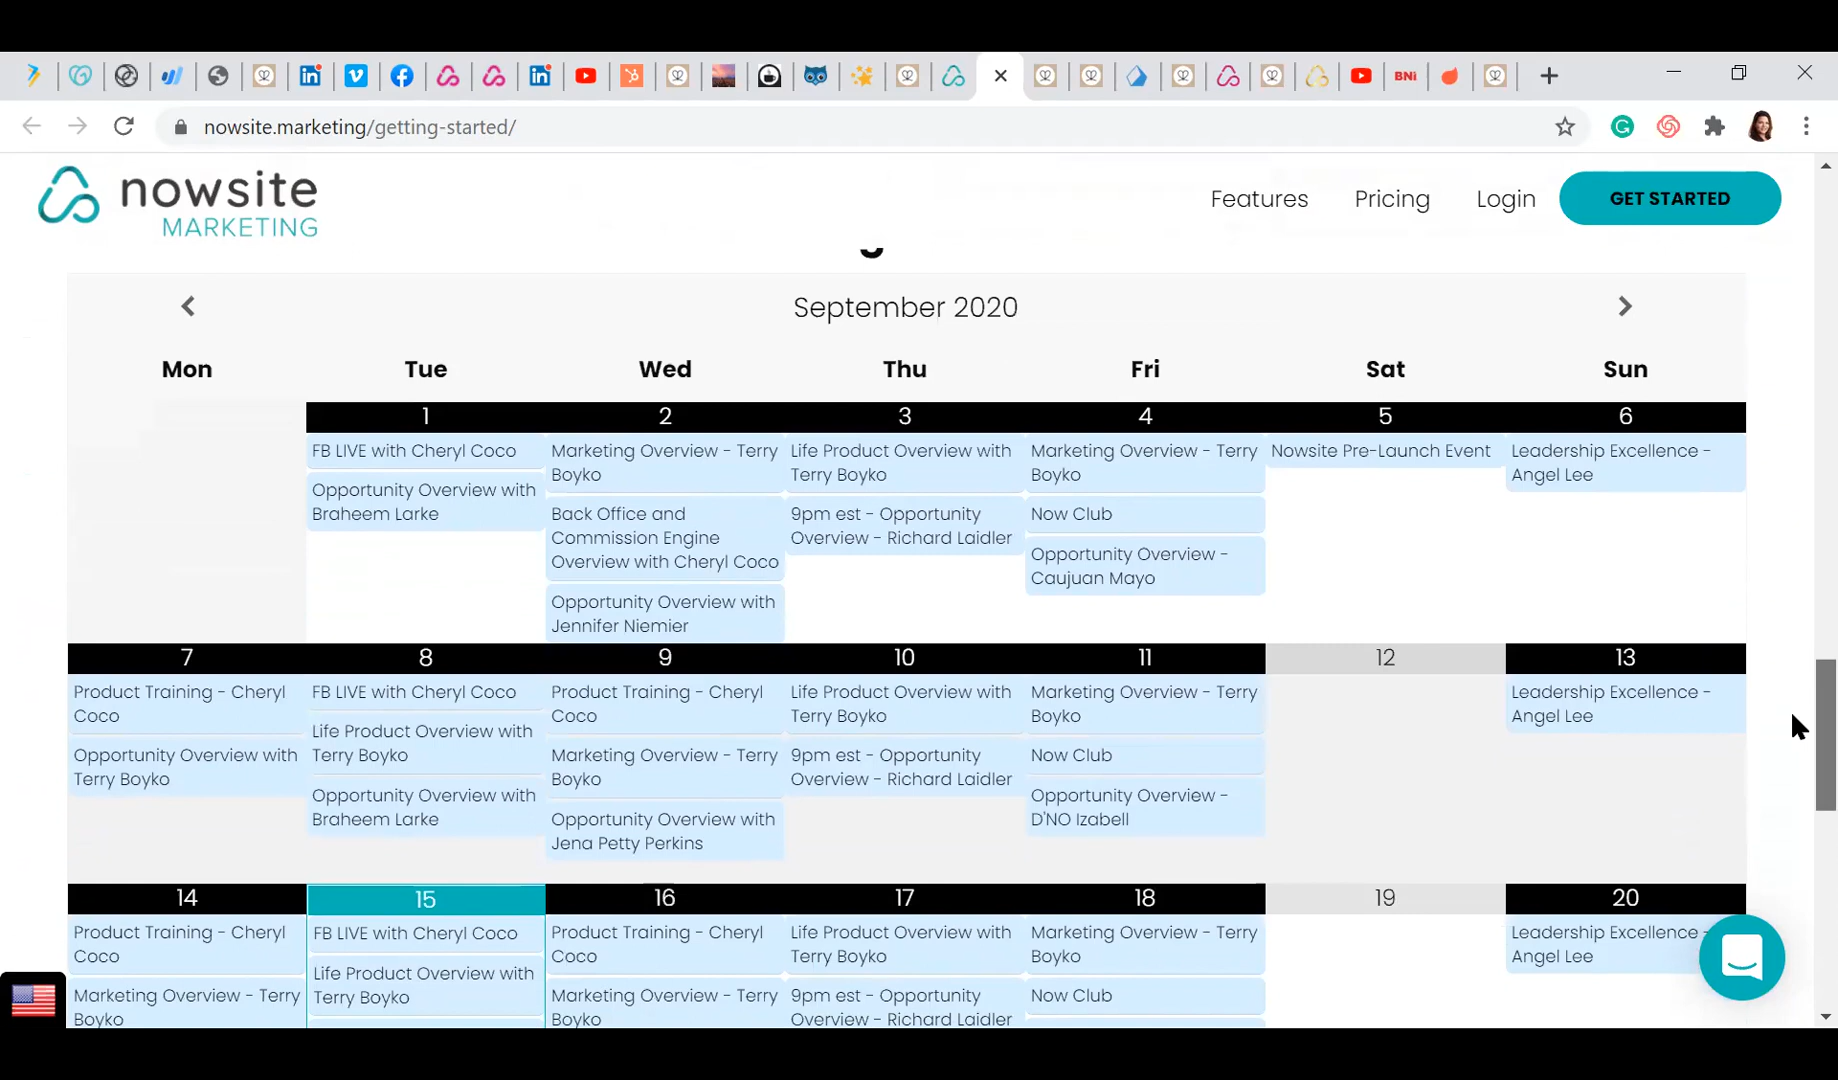 BNi
nowsite.marketing/getting-started/
nowsite
MARKETING
Features Pricing Login GET STARTED
September 2020
Mon Tue Wed Thu Fri Sat Sun
1 2 3 4 5 6
FB LIVE with Cheryl Coco
Opportunity Overview with
Braheem Larke
Marketing Overview - Terry
Boyko
Back Office and
Commission Engine
Overview with Cheryl Coco
Opportunity Overview with
Jennifer Niemier
Life Product Overview with
Terry Boyko
9pm est - Opportunity
Overview - Richard Laidler
Marketing Overview - Terry
Boyko
Now Club
Opportunity Overview -
Caujuan Mayo
Nowsite Pre-Launch Event
Leadership Excellence -
Angel Lee
7 8 9 10 11 12 13
Product Training - Cheryl
Coco
Opportunity Overview with
Terry Boyko
FB LIVE with Cheryl Coco
Life Product Overview with
Terry Boyko
Opportunity Overview with
Braheem Larke
Product Training - Cheryl
Coco
Marketing Overview - Terry
Boyko
Opportunity Overview with
Jena Petty Perkins
Life Product Overview with
Terry Boyko
9pm est - Opportunity
Overview - Richard Laidler
Marketing Overview - Terry
Boyko
Now Club
Opportunity Overview -
D'NO Izabell
Leadership Excellence -
Angel Lee
14 15 16 17 18 19 20
Product Training - Cheryl
Coco
Marketing Overview - Terry
Boyko
FB LIVE with Cheryl Coco
Life Product Overview with
Terry Boyko
Product Training - Cheryl
Coco
Marketing Overview - Terry
Boyko
Life Product Overview with
Terry Boyko
9pm est - Opportunity
Overview - Richard Laidler
Marketing Overview - Terry
Boyko
Now Club
Leadership Excellence -
Angel Lee